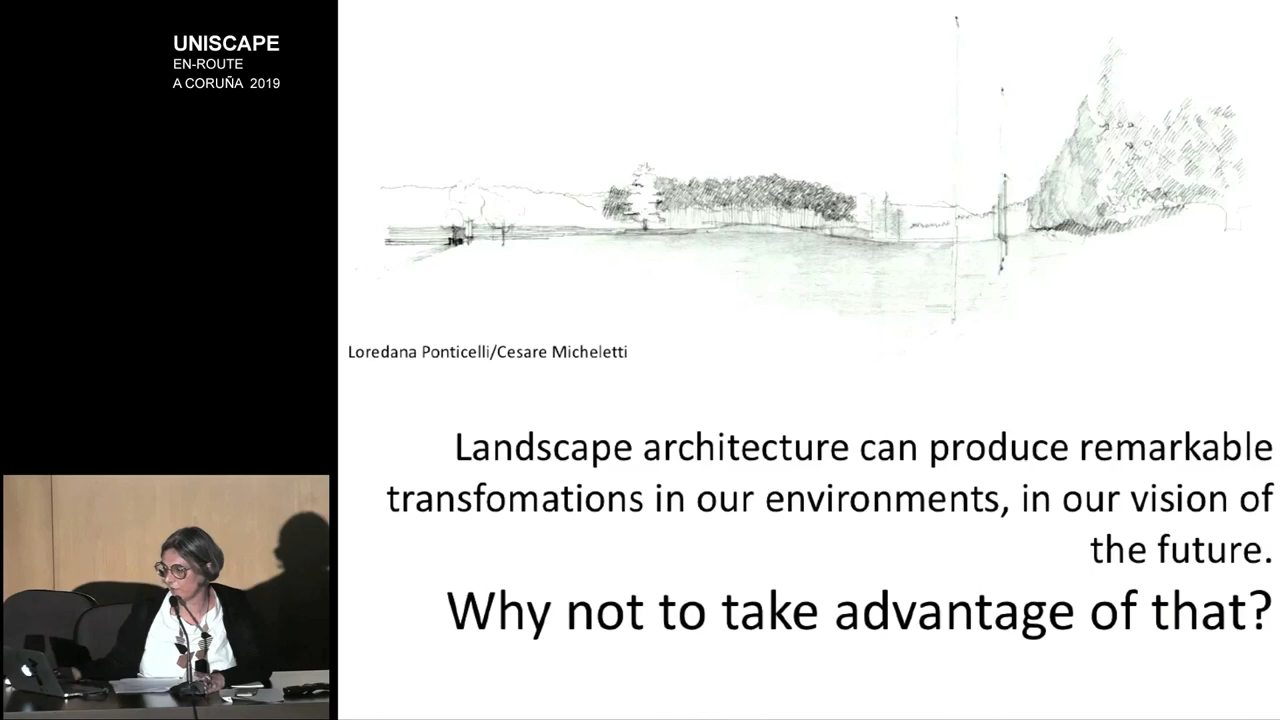 UNISCAPE
EN-ROUTE
A CORUÑA 2019
Loredana Ponticelli/Cesare Micheletti
Landscape architecture can produce remarkable
transfomations in our environments, in our vision of
the future.
Why not to take advantage of that?